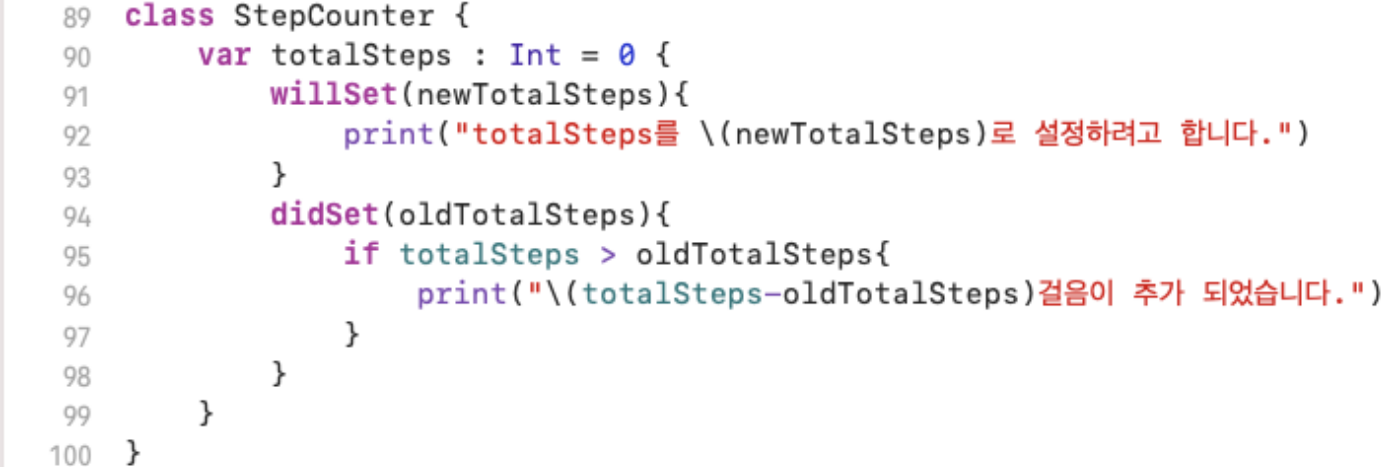 89 class StepCounter {
90 var totalSteps : Int = 0 {
91 willSet(newTotalSteps){
92 print("totalSteps를 \(newTotalSteps)로 설정하려고 합니다.")
93 }
94 didSet(oldTotalSteps){
95 if totalSteps > oldTotalSteps{
96 print("\(totalSteps-oldTotalSteps)걸음이 추가 되었습니다.")
97 }
98 }
99 }
100 }